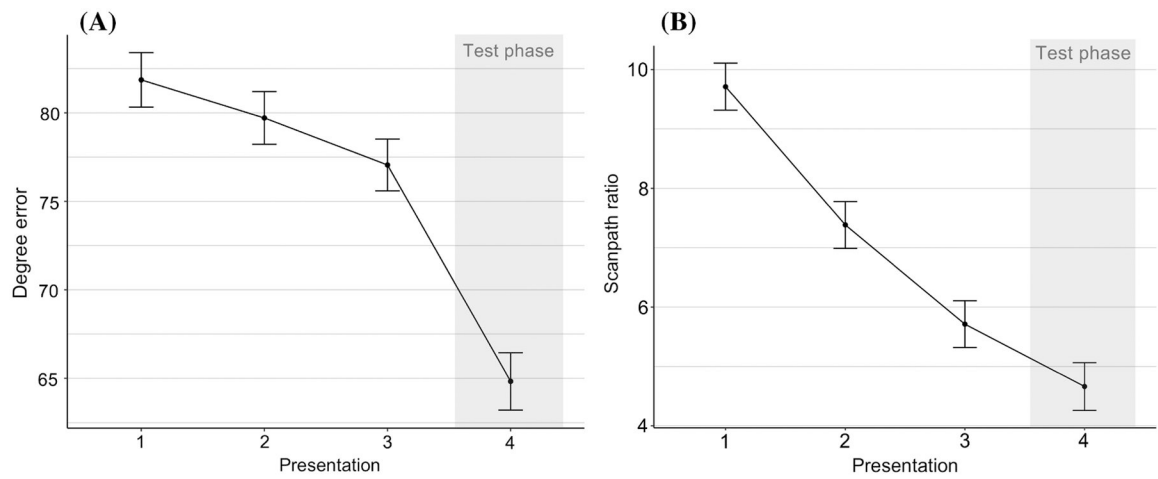 (A)
Test phase
Degree error
80
75
70
65
1 2 3 4
Presentation
(B)
Test phase
Scanpath ratio
10
8
6
4
1 2 3 4
Presentation